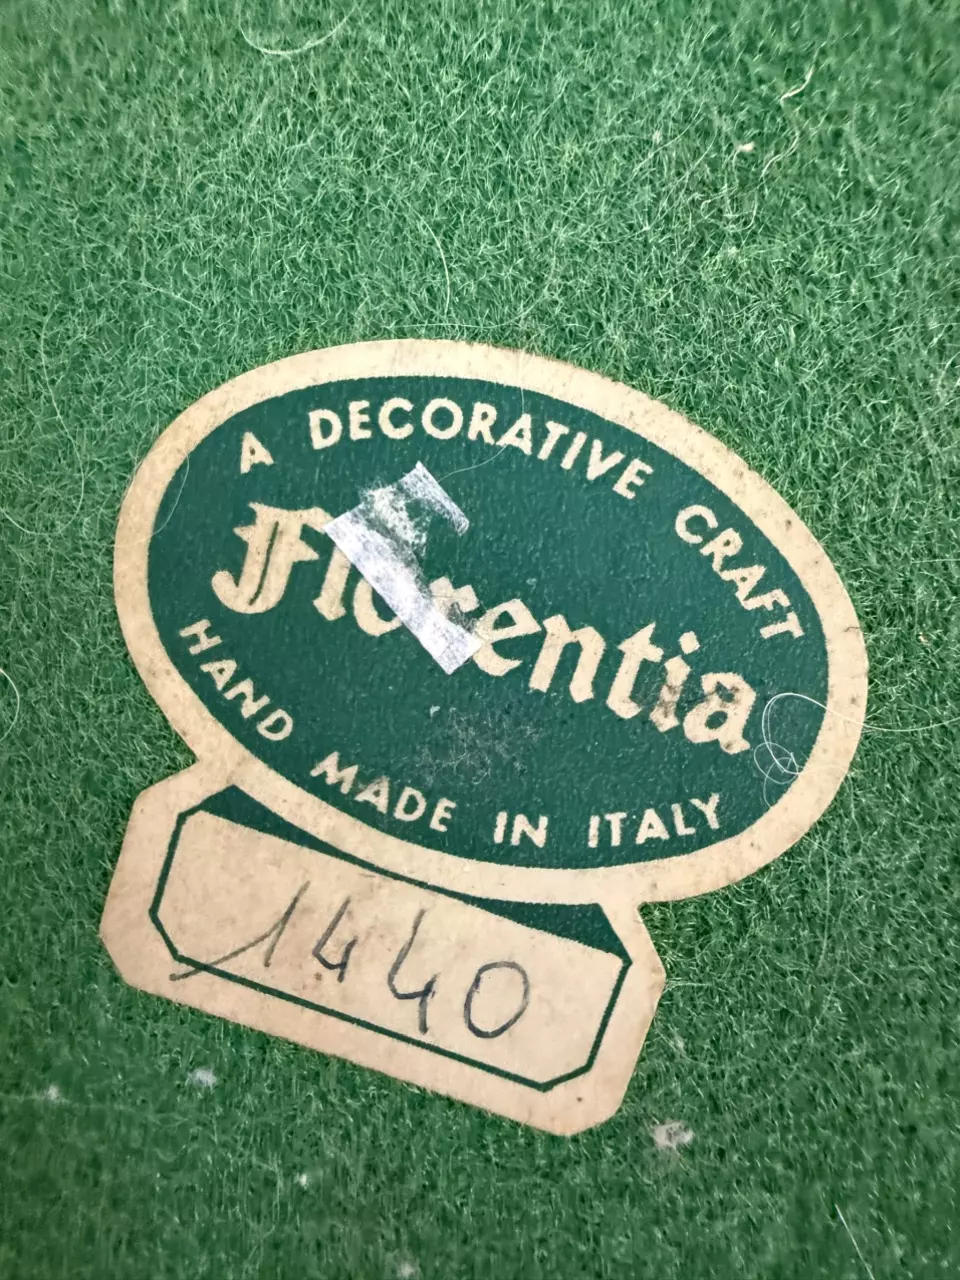 A DECORATIVE CRAFT
Florentia
HAND MADE IN ITALY
1440